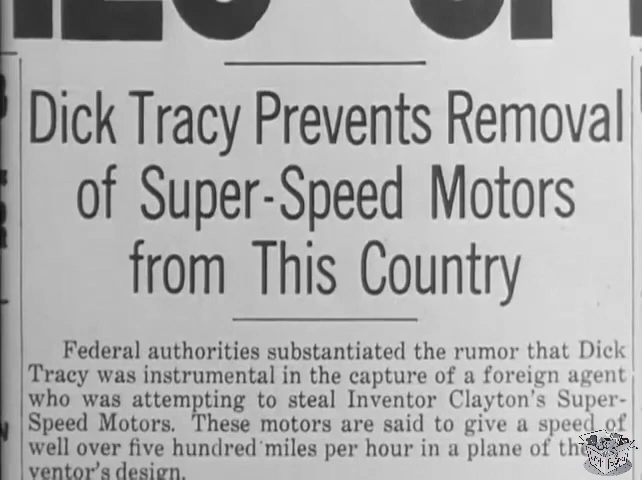 Dick Tracy Prevents Removal
of Super-Speed Motors
from This Country
Federal authorities substantiated the rumor that Dick
Tracy was instrumental in the capture of a foreign agent
who was attempting to steal Inventor Clayton's Super-
Speed Motors. These motors are said to give a speed of
well over five hundred miles per hour in a plane of
ventor's design.